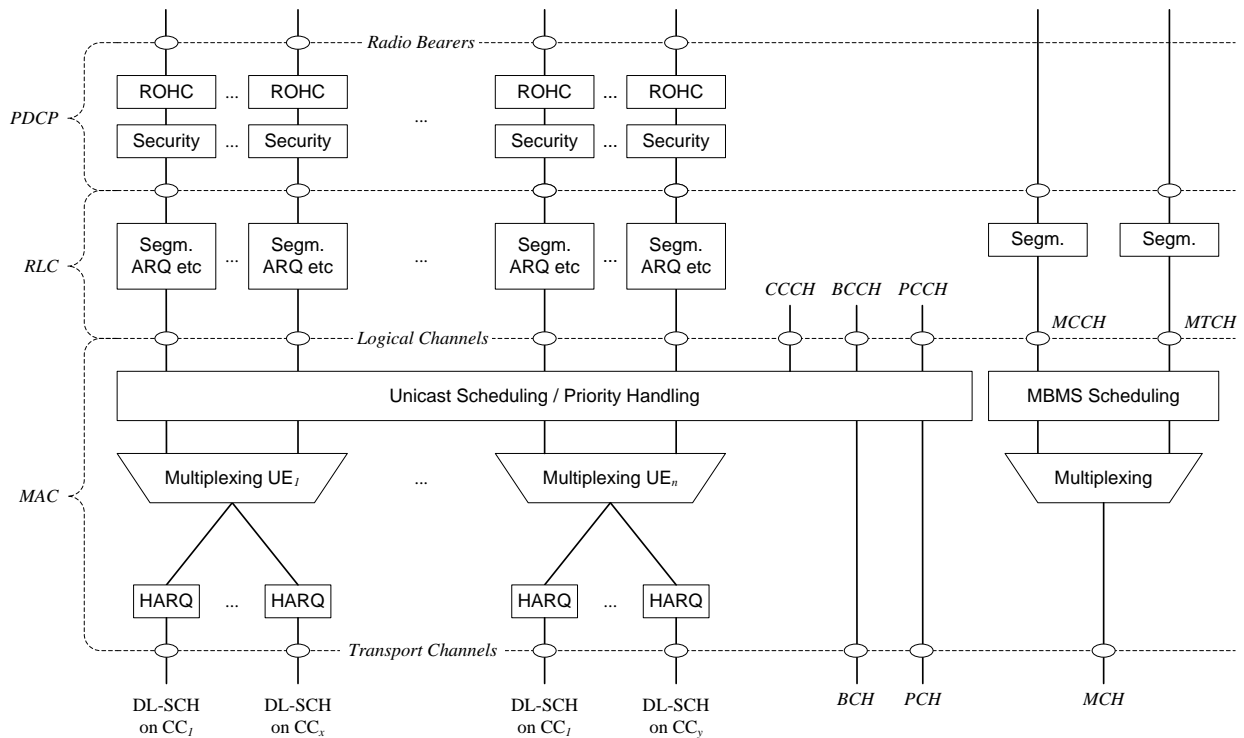 Radio Bearers
ROHC ... ROHC ... ROHC ... ROHC
PDCP
Security ... Security Security ... Security
Segm. Segm. Segm. Segm. Segm. Segm.
ARQ etc ... ARQ etc ... ARQ etc ... ARQ etc
RLC
CCCH BCCH PCCH
MCCH MTCH
Logical Channels
Unicast Scheduling / Priority Handling MBMS Scheduling
Multiplexing UE1 ... Multiplexing UEn Multiplexing
MAC
HARQ ... HARQ HARQ ... HARQ
Transport Channels
DL-SCH DL-SCH DL-SCH DL-SCH BCH PCH MCH
on CC1 on CCx on CC1 on CCy